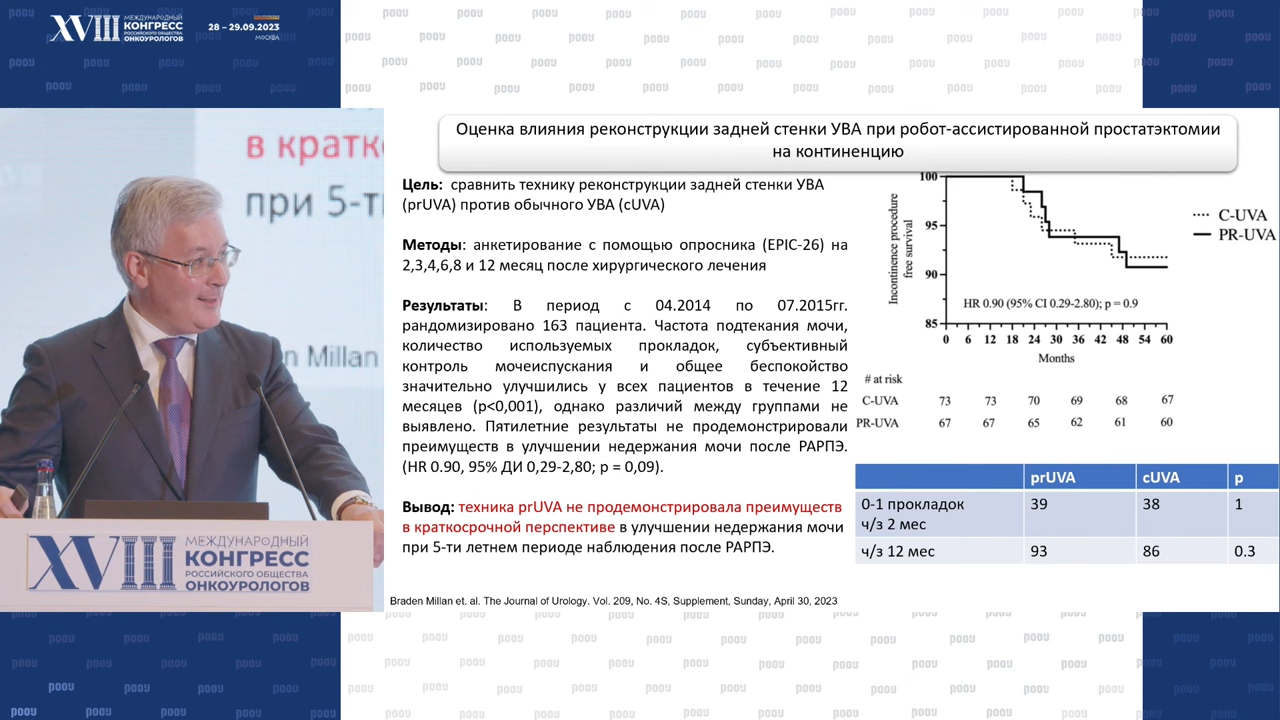 XVIII МЕЖДУНАРОДНЫЙ
КОНГРЕСС
РОССИЙСКОГО ОБЩЕСТВА
ОНКОУРОЛОГОВ
28 – 29.09.2023
МОСКВА
в кратк
при 5-ти
en Millan
XVIII МЕЖДУНАРОДНЫЙ
КОНГРЕСС
РОССИЙСКОГО ОБЩЕСТВА
ОНКОУРОЛОГОВ
Оценка влияния реконструкции задней стенки УВА при робот-ассистированной простатэктомии
на континенцию
Цель: сравнить технику реконструкции задней стенки УВА
(prUVA) против обычного УВА (cUVA)
Методы: анкетирование с помощью опросника (EPIC-26) на
2,3,4,6,8 и 12 месяц после хирургического лечения
Результаты: В период с 04.2014 по 07.2015гг.
рандомизировано 163 пациента. Частота подтекания мочи,
количество используемых прокладок, субъективный
контроль мочеиспускания и общее беспокойство
значительно улучшились у всех пациентов в течение 12
месяцев (p<0,001), однако различий между группами не
выявлено. Пятилетние результаты не продемонстрировали
преимуществ в улучшении недержания мочи после РАРПЭ.
(HR 0.90, 95% ДИ 0,29-2,80; p = 0,09).
Вывод: техника prUVA не продемонстрировала преимуществ
в краткосрочной перспективе в улучшении недержания мочи
при 5-ти летнем периоде наблюдения после РАРПЭ.
Incontinence procedure
free survival
100
95
90
85
C-UVA
PR-UVA
HR 0.90 (95% CI 0.29-2.80); p = 0.9
0 6 12 18 24 30 36 42 48 54 60
Months
# at risk
C-UVA 73 73 70 69 68 67
PR-UVA 67 67 65 62 61 60
prUVA cUVA p
0-1 прокладок 39 38 1
ч/з 2 мес
ч/з 12 мес 93 86 0.3
Braden Millan et. al. The Journal of Urology. Vol. 209, No. 4S, Supplement, Sunday, April 30, 2023